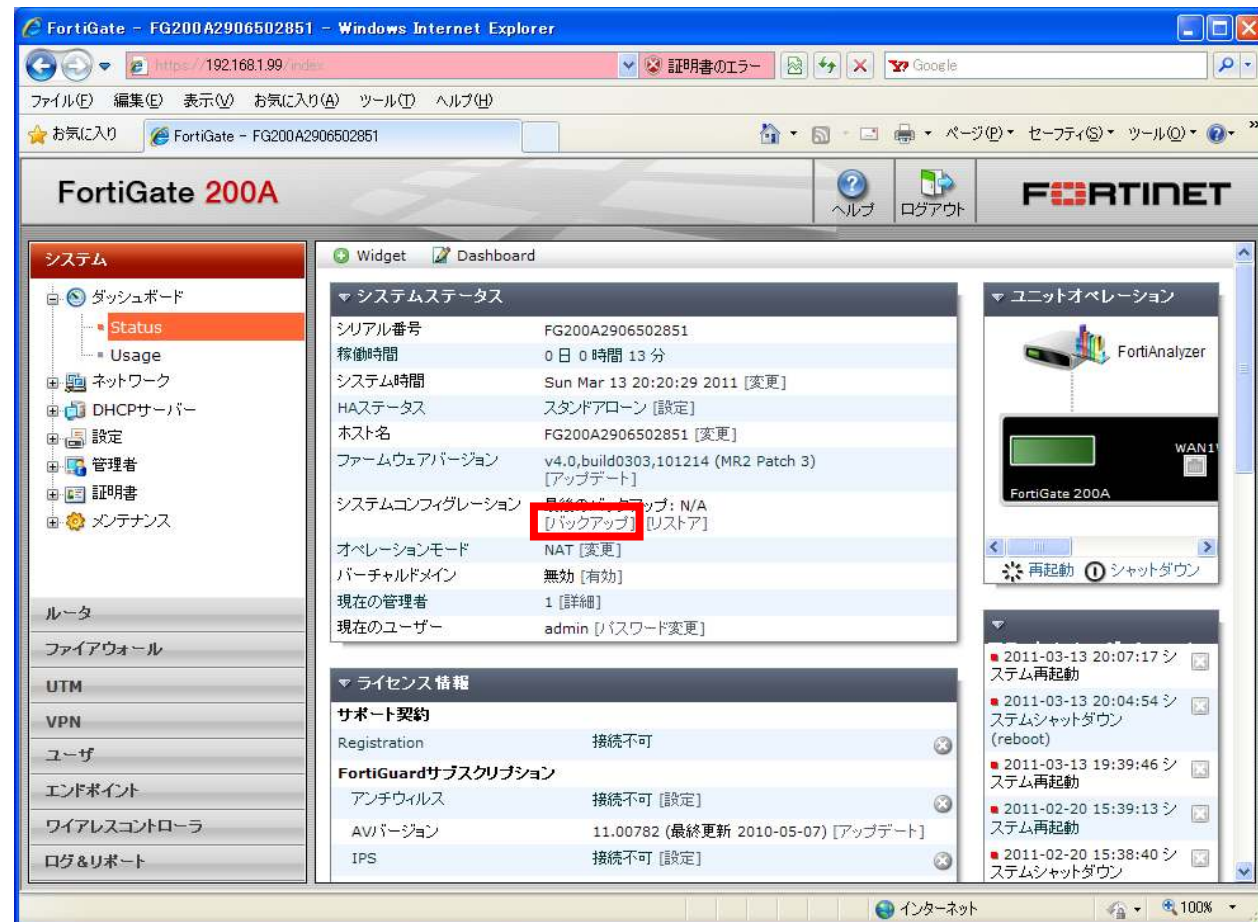 FortiGate - FG200A2906502851 - Windows Internet Explorer
https://192.168.1.99/index
証明書のエラー
Google
ファイル(F) 編集(E) 表示(V) お気に入り(A) ツール(T) ヘルプ(H)
お気に入り
FortiGate - FG200A2906502851
ページ(P) セーフティ(S) ツール(O)
FortiGate 200A
ヘルプ
ログアウト
FORTINET
システム
ダッシュボード
Status
Usage
ネットワーク
DHCPサーバー
設定
管理者
証明書
メンテナンス
ルータ
ファイアウォール
UTM
VPN
ユーザ
エンドポイント
ワイアレスコントローラ
ログ&リポート
Widget Dashboard
システムステータス
シリアル番号 FG200A2906502851
稼働時間 0 日 0 時間 13 分
システム時間 Sun Mar 13 20:20:29 2011 [変更]
HAステータス スタンドアローン [設定]
ホスト名 FG200A2906502851 [変更]
ファームウェアバージョン v4.0,build0303,101214 (MR2 Patch 3)
[アップデート]
システムコンフィグレーション 最後のバックアップ: N/A
[バックアップ] [リストア]
オペレーションモード NAT [変更]
バーチャルドメイン 無効 [有効]
現在の管理者 1 [詳細]
現在のユーザー admin [パスワード変更]
ライセンス情報
サポート契約
Registration 接続不可
FortiGuardサブスクリプション
アンチウィルス 接続不可 [設定]
AVバージョン 11.00782 (最終更新 2010-05-07) [アップデート]
IPS 接続不可 [設定]
ユニットオペレーション
FortiAnalyzer
WAN1
FortiGate 200A
再起動 シャットダウン
2011-03-13 20:07:17 シ
ステム再起動
2011-03-13 20:04:54 シ
ステムシャットダウン
(reboot)
2011-03-13 19:39:46 シ
ステム再起動
2011-02-20 15:39:13 シ
ステム再起動
2011-02-20 15:38:40 シ
ステムシャットダウン
インターネット
100%